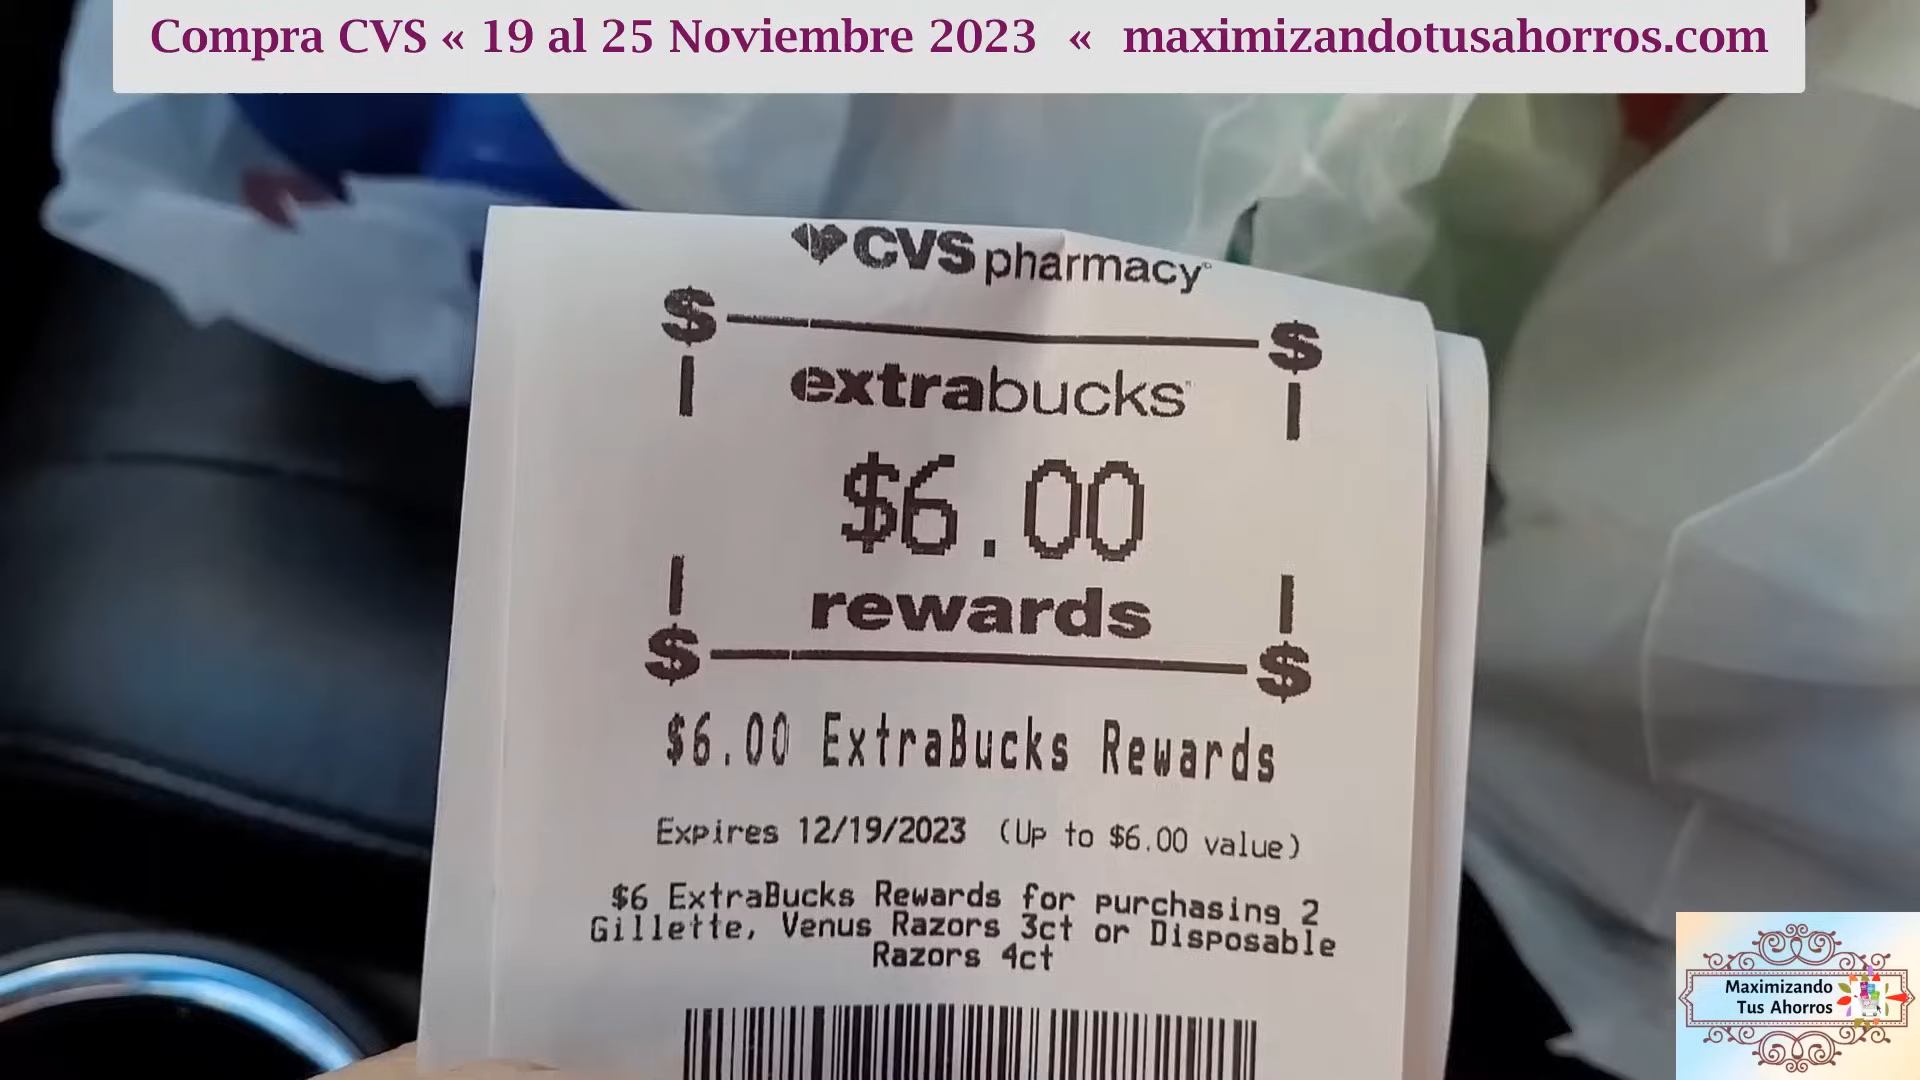 Compra CVS « 19 al 25 Noviembre 2023 « maximizandotusahorros.com
CVS pharmacy
$ $
extrabucks
$6.00
rewards
$ $
$6.00 ExtraBucks Rewards
Expires 12/19/2023 (Up to $6.00 value)
$6 ExtraBucks Rewards for purchasing 2
Gillette, Venus Razors 3ct or Disposable
Razors 4ct
Maximizando
Tus Ahorros